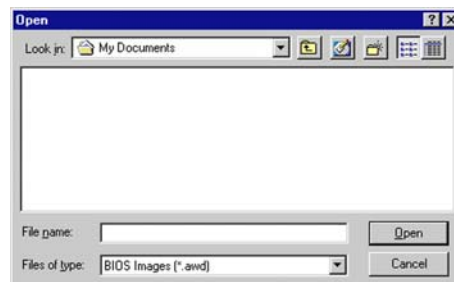 Open
Look in: My Documents
File name: Open
Files of type: BIOS Images (*.awd) Cancel